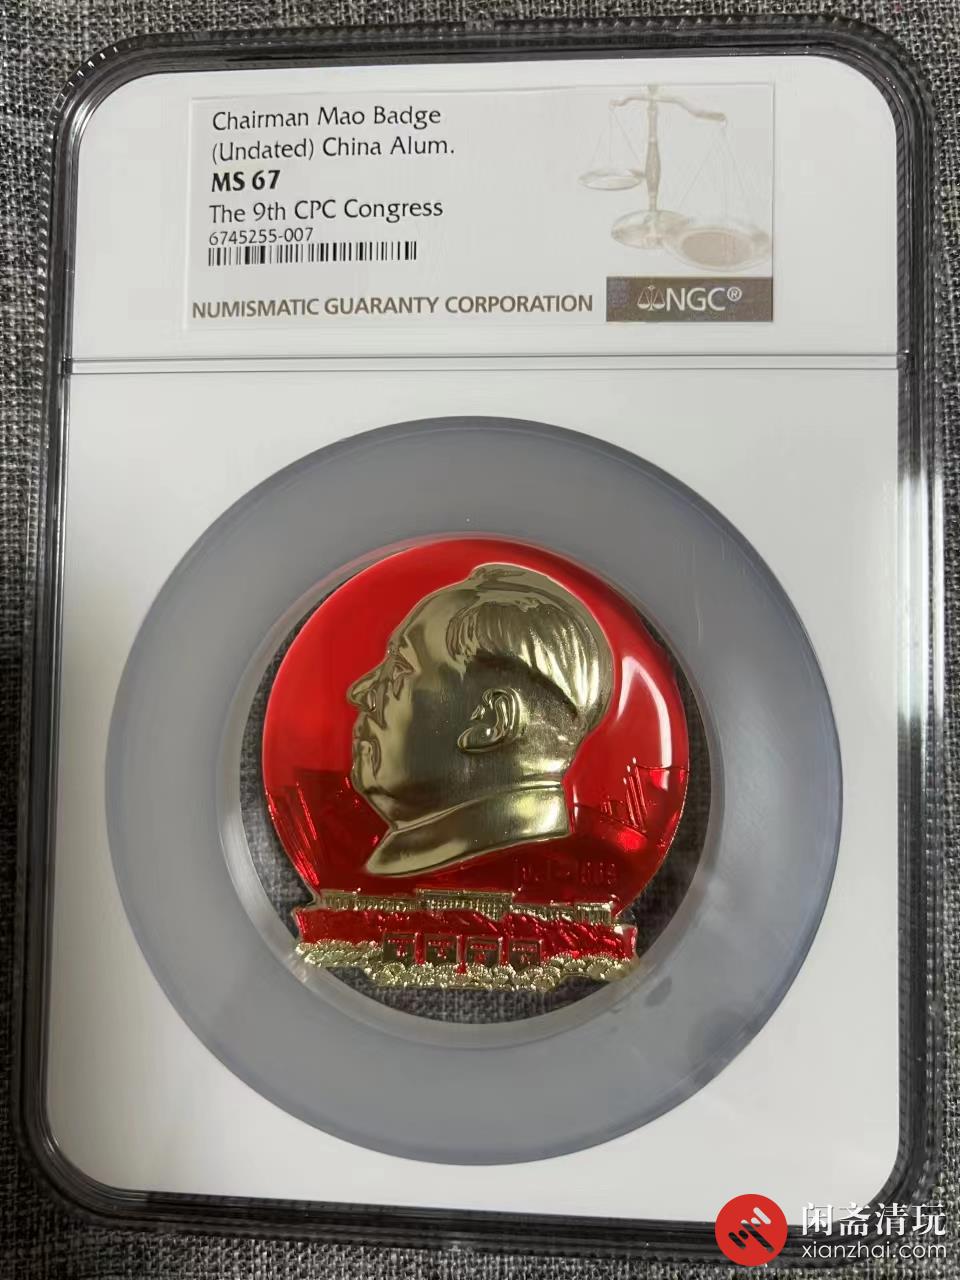 Chairman Mao Badge
(Undated) China Alum.
MS 67
The 9th CPC Congress
6745255-007
NUMISMATIC GUARANTY CORPORATION
NGC®
闲斋清玩
xianzhai.com